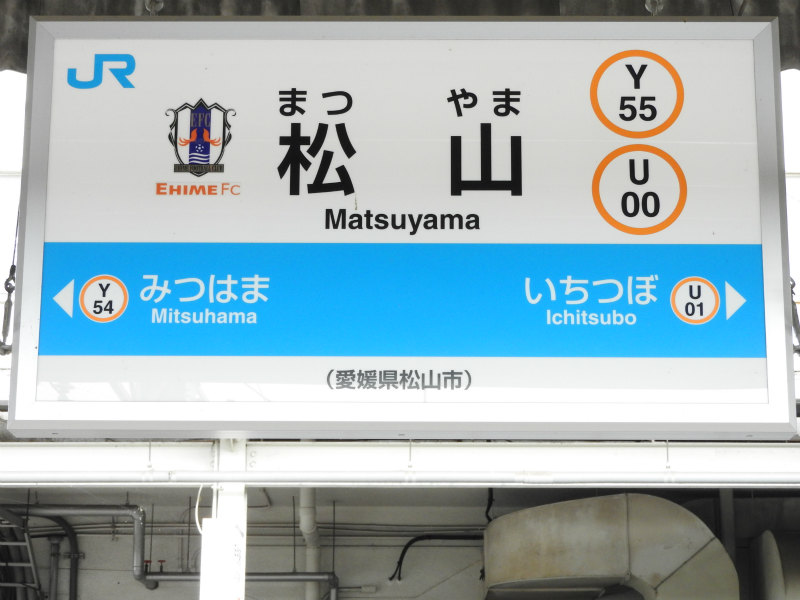 JR
Y
55
EFC
EHIME FC
まつ やま
松 山
U
00
Matsuyama
Y
54
みつはま
Mitsuhama
いちつぼ
Ichitsubo
U
01
(愛媛県松山市)